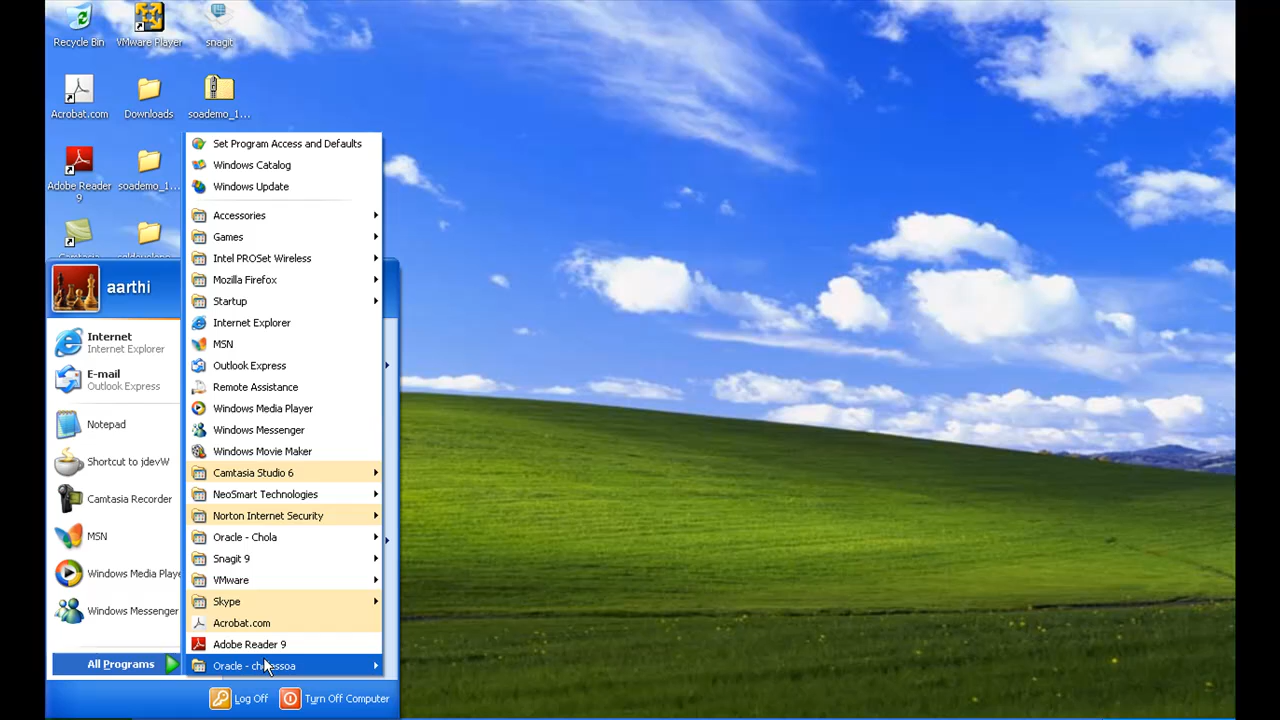 Recycle Bin
VMware Player
snagit
Acrobat.com
Downloads
soademo_1...
Adobe Reader 9
soademo_1...
aarthi
Internet
Internet Explorer
E-mail
Outlook Express
Notepad
Shortcut to jdevW
Camtasia Recorder
MSN
Windows Media Playe
Windows Messenger
All Programs
Set Program Access and Defaults
Windows Catalog
Windows Update
Accessories
Games
Intel PROSet Wireless
Mozilla Firefox
Startup
Internet Explorer
MSN
Outlook Express
Remote Assistance
Windows Media Player
Windows Messenger
Windows Movie Maker
Camtasia Studio 6
NeoSmart Technologies
Norton Internet Security
Oracle - Chola
Snagit 9
VMware
Skype
Acrobat.com
Adobe Reader 9
Oracle -
Log Off
Turn Off Computer